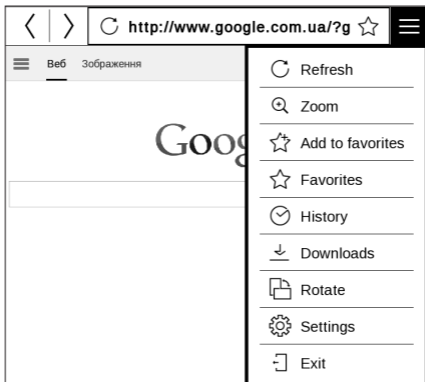 http://www.google.com.ua/?g
Веб Зображення
Goog
Refresh
Zoom
Add to favorites
Favorites
History
Downloads
Rotate
Settings
Exit